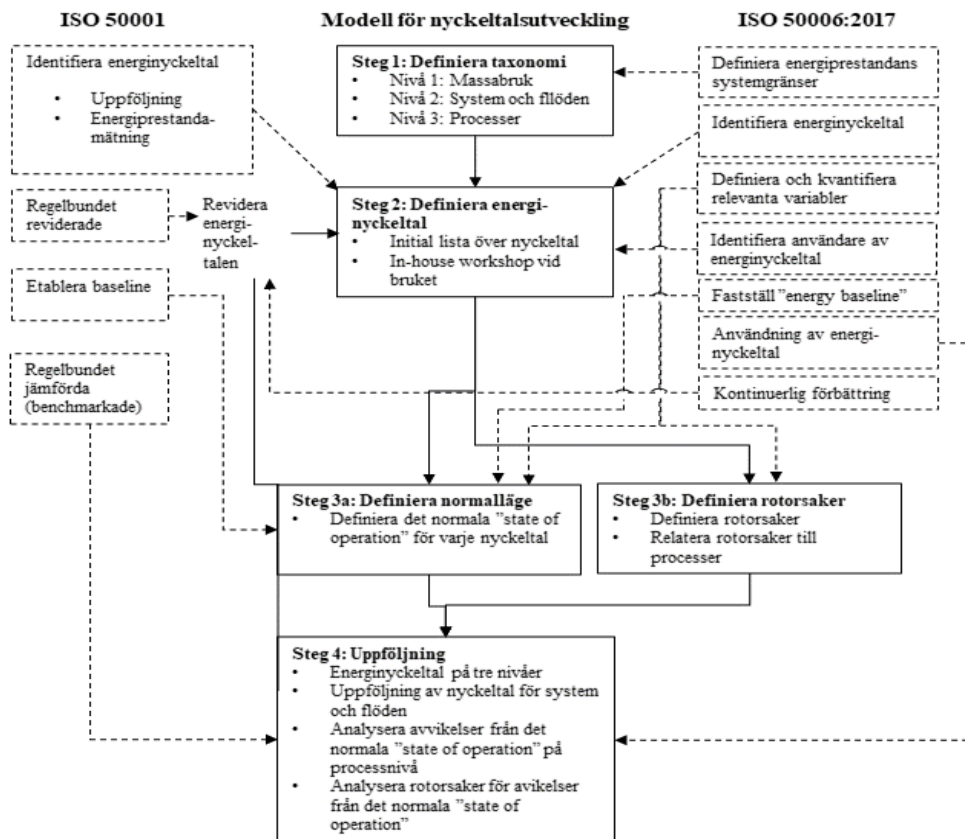 ISO 50001
Modell för nyckeltalsutveckling
ISO 50006:2017
Identifiera energinyckeltal
• Uppföljning
• Energiprestanda-
mätning
Regelbundet
reviderade
Revidera
energi-
nyckel-
talen
Etablera baseline
Regelbundet
jämförda
(benchmarkade)
Steg 1: Definiera taxonomi
• Nivå 1: Massabruk
• Nivå 2: System och fllöden
• Nivå 3: Processer
Steg 2: Definiera energi-
nyckeltal
• Initial lista över nyckeltal
• In-house workshop vid
bruket
Definiera energiprestandans
systemgränser
Identifiera energinyckeltal
Definiera och kvantifiera
relevanta variabler
Identifiera användare av
energinyckeltal
Fastställ ”energy baseline”
Användning av energi-
nyckeltal
Kontinuerlig förbättring
Steg 3a: Definiera normalläge
• Definiera det normala ”state of
operation” för varje nyckeltal
Steg 3b: Definiera rotorsaker
• Definiera rotorsaker
• Relatera rotorsaker till
processer
Steg 4: Uppföljning
• Energinyckeltal på tre nivåer
• Uppföljning av nyckeltal för system
och flöden
• Analysera avvikelser från det
normala ”state of operation” på
processnivå
• Analysera rotorsaker för avikelser
från det normala ”state of
operation”